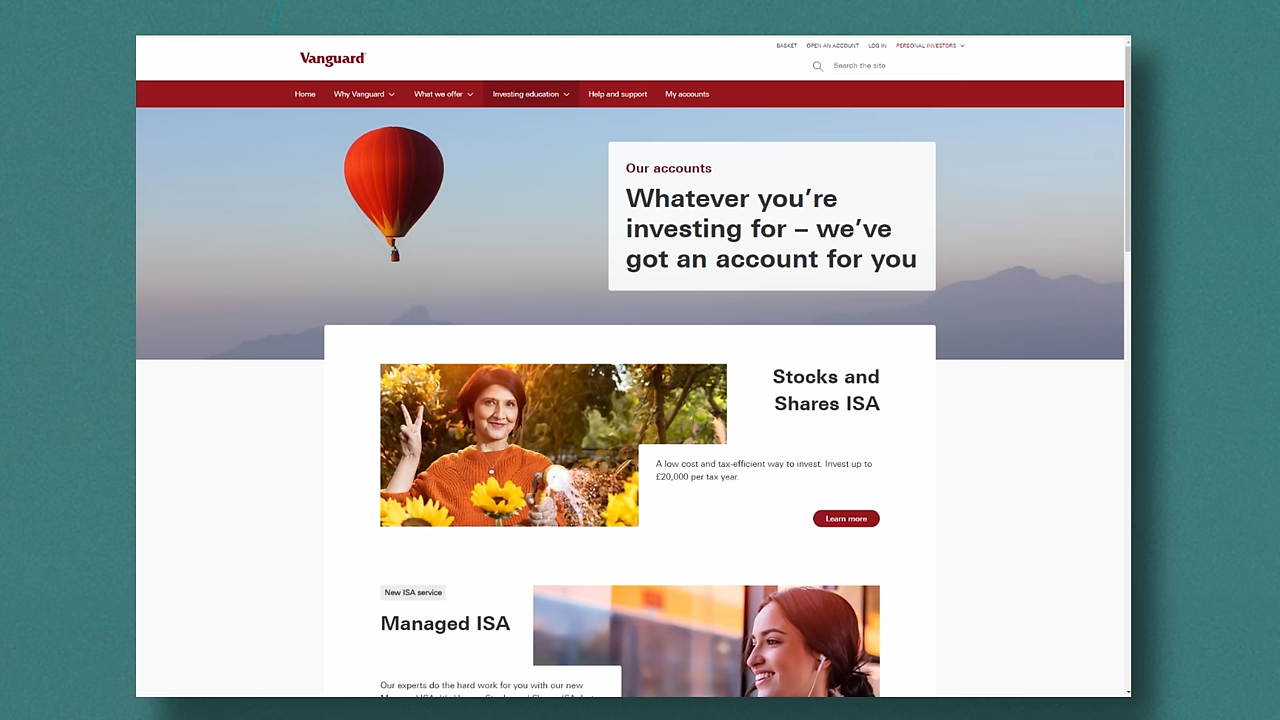 BASKET OPEN AN ACCOUNT LOG IN PERSONAL INVESTORS
Vanguard
Search the site
Home Why Vanguard What we offer Investing education Help and support My accounts
Our accounts
Whatever you're
investing for – we've
got an account for you
Stocks and
Shares ISA
A low cost and tax-efficient way to invest. Invest up to
£20,000 per tax year.
Learn more
New ISA service
Managed ISA
Our experts do the hard work for you with our new